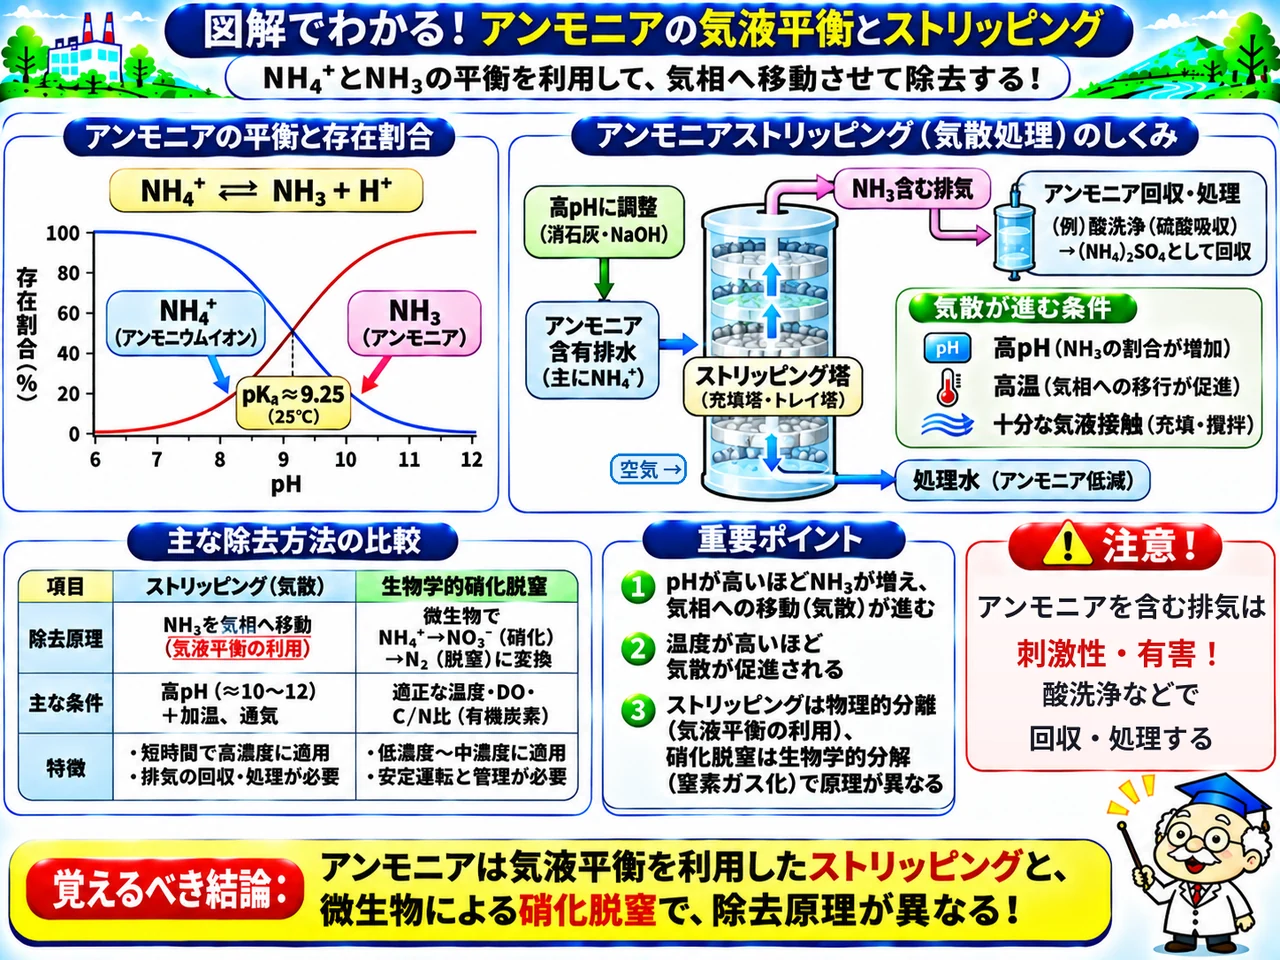 図解でわかる！アンモニアの気液平衡とストリッピング
NH₄⁺とNH₃の平衡を利用して、気相へ移動させて除去する！
アンモニアの平衡と存在割合
NH₄⁺ ⇌ NH₃ + H⁺
存在割合(%)
100
80
60
40
20
0
NH₄⁺
(アンモニウムイオン)
NH₃
(アンモニア)
pKₐ≈9.25
(25℃)
6 7 8 9 10 11 12
pH
アンモニアストリッピング（気散処理）のしくみ
高pHに調整
(消石灰・NaOH)
アンモニア
含有排水
(主にNH₄⁺)
空気→
NH₃含む排気
ストリッピング塔
(充填塔・トレイ塔)
アンモニア回収・処理
(例)酸洗浄(硫酸吸収)
→(NH₄)₂SO₄として回収
気散が進む条件
pH 高pH(NH₃の割合が増加)
高温(気相への移行が促進)
十分な気液接触(充填・攪拌)
処理水（アンモニア低減）
主な除去方法の比較
項目 ストリッピング(気散) 生物学的硝化脱窒
除去原理
NH₃を気相へ移動
(気液平衡の利用)
微生物で
NH₄⁺→NO₃⁻(硝化)
→N₂(脱窒)に変換
主な条件
高pH(≈10～12)
＋加温、通気
適正な温度・DO・
C/N比(有機炭素)
特徴
・短時間で高濃度に適用
・排気の回収・処理が必要
・低濃度～中濃度に適用
・安定運転と管理が必要
重要ポイント
1 pHが高いほどNH₃が増え、
気相への移動(気散)が進む
2 温度が高いほど
気散が促進される
3 ストリッピングは物理的分離
(気液平衡の利用)、
硝化脱窒は生物学的分解
(窒素ガス化)で原理が異なる
! 注意！
アンモニアを含む排気は
刺激性・有害！
酸洗浄などで
回収・処理する
覚えるべき結論：
アンモニアは気液平衡を利用したストリッピングと、
微生物による硝化脱窒で、除去原理が異なる！